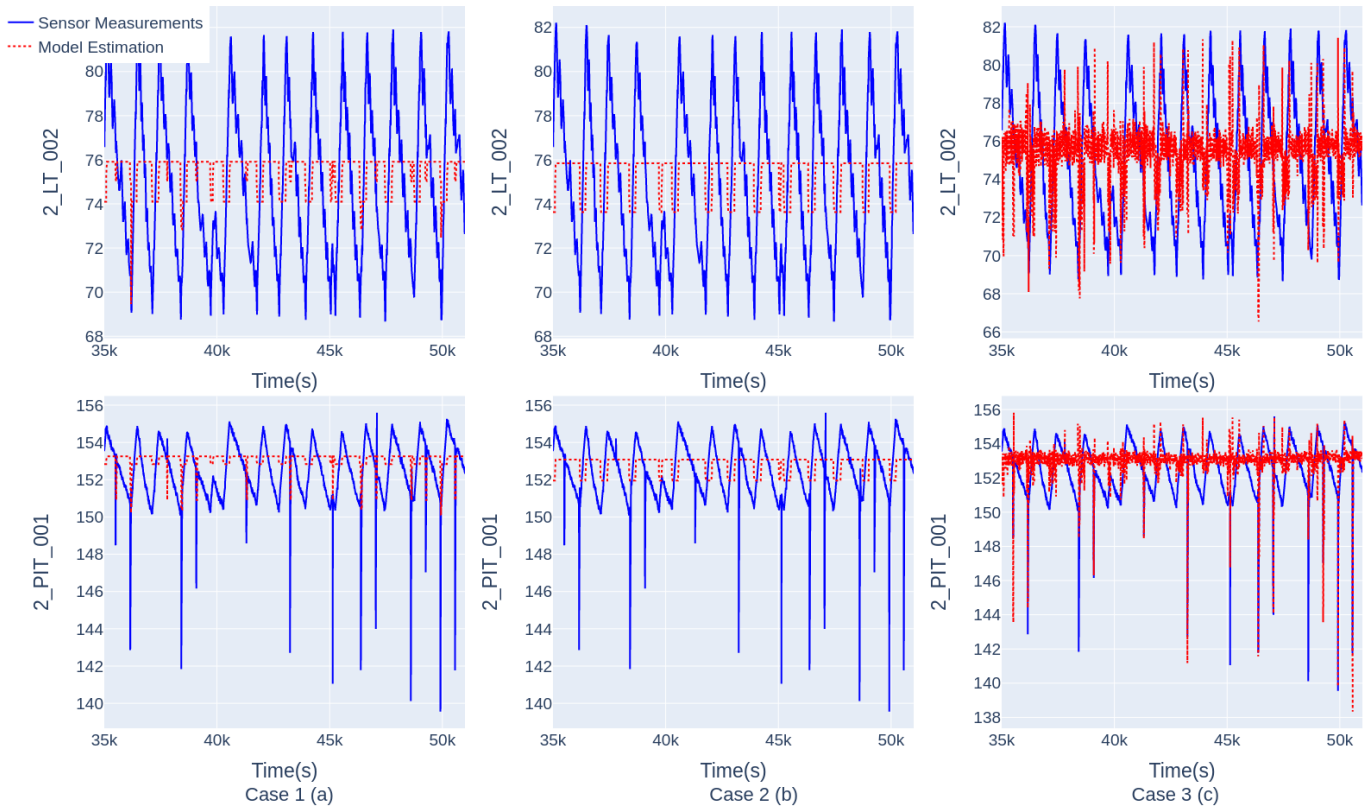 Sensor Measurements
Model Estimation
80
78
76
74
72
70
68
2_LT_002
35k 40k 45k 50k
Time(s)
82
80
78
76
74
72
70
68
2_LT_002
35k 40k 45k 50k
Time(s)
82
80
78
76
74
72
70
68
66
2_LT_002
35k 40k 45k 50k
Time(s)
156
154
152
150
148
146
144
142
140
2_PIT_001
35k 40k 45k 50k
Time(s)
Case 1 (a)
156
154
152
150
148
146
144
142
140
2_PIT_001
35k 40k 45k 50k
Time(s)
Case 2 (b)
156
154
152
150
148
146
144
142
140
138
2_PIT_001
35k 40k 45k 50k
Time(s)
Case 3 (c)